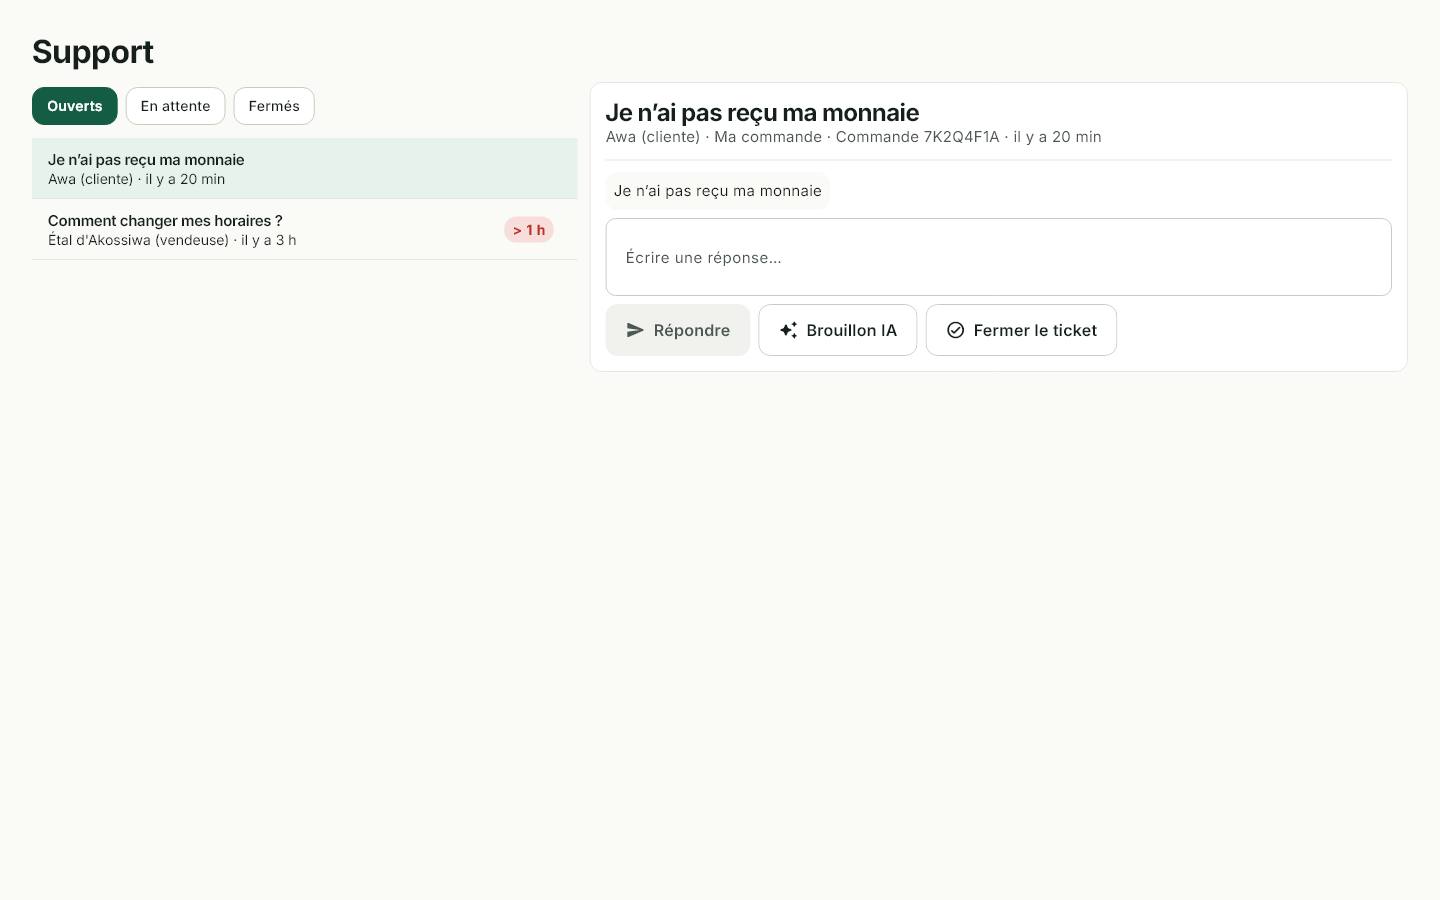 Support
Ouverts
En attente
Fermés
Je n’ai pas reçu ma monnaie
Awa (cliente) · il y a 20 min
Comment changer mes horaires ?
Étal d'Akossiwa (vendeuse) · il y a 3 h
> 1 h
Je n’ai pas reçu ma monnaie
Awa (cliente) · Ma commande · Commande 7K2Q4F1A · il y a 20 min
Je n’ai pas reçu ma monnaie
Écrire une réponse…
Répondre
Brouillon IA
Fermer le ticket